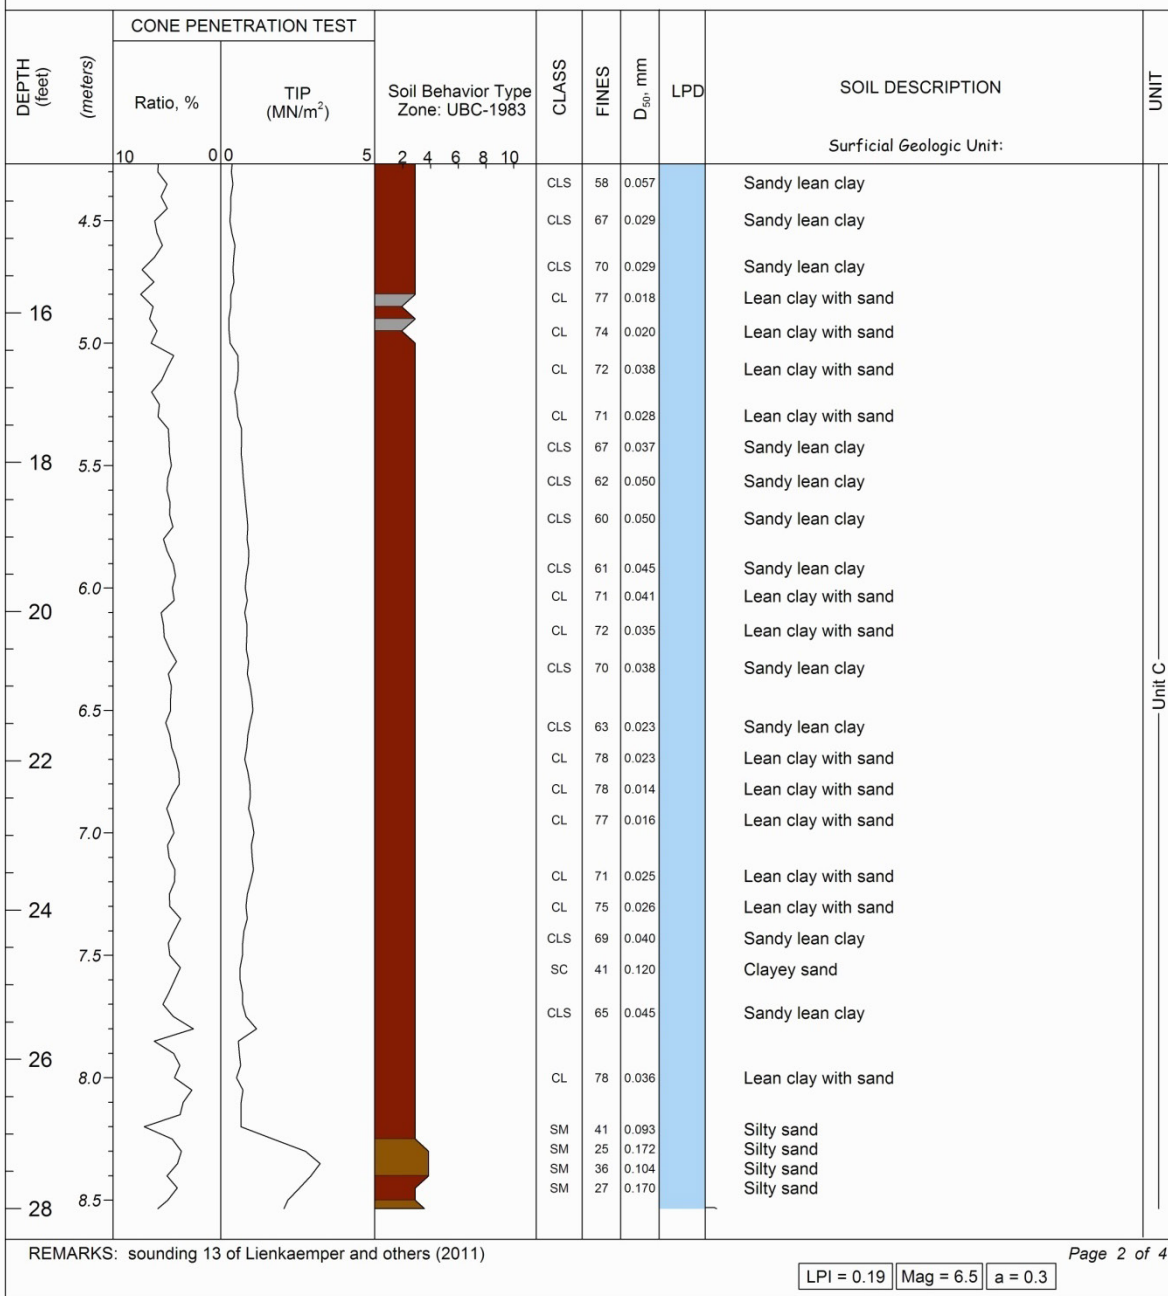 CONE PENETRATION TEST
DEPTH (feet)
(meters)
Ratio, %
TIP (MN/m²)
Soil Behavior Type
Zone: UBC-1983
CLASS
FINES
D₅₀, mm
LPD
SOIL DESCRIPTION
UNIT
Surficial Geologic Unit:
10 0 0 5 2 4 6 8 10
CLS 58 0.057 Sandy lean clay
4.5 CLS 67 0.029 Sandy lean clay
CLS 70 0.029 Sandy lean clay
CL 77 0.018 Lean clay with sand
16
CL 74 0.020 Lean clay with sand
5.0
CL 72 0.038 Lean clay with sand
CL 71 0.028 Lean clay with sand
CLS 67 0.037 Sandy lean clay
18 5.5
CLS 62 0.050 Sandy lean clay
CLS 60 0.050 Sandy lean clay
CLS 61 0.045 Sandy lean clay
6.0 CL 71 0.041 Lean clay with sand
20
CL 72 0.035 Lean clay with sand
CLS 70 0.038 Sandy lean clay
Unit C
6.5
CLS 63 0.023 Sandy lean clay
22 CL 78 0.023 Lean clay with sand
CL 78 0.014 Lean clay with sand
CL 77 0.016 Lean clay with sand
7.0
CL 71 0.025 Lean clay with sand
24 CL 75 0.026 Lean clay with sand
CLS 69 0.040 Sandy lean clay
7.5
SC 41 0.120 Clayey sand
CLS 65 0.045 Sandy lean clay
26
8.0 CL 78 0.036 Lean clay with sand
SM 41 0.093 Silty sand
SM 25 0.172 Silty sand
SM 36 0.104 Silty sand
SM 27 0.170 Silty sand
28 8.5
REMARKS: sounding 13 of Lienkaemper and others (2011)
Page 2 of 4
LPI = 0.19 Mag = 6.5 a = 0.3